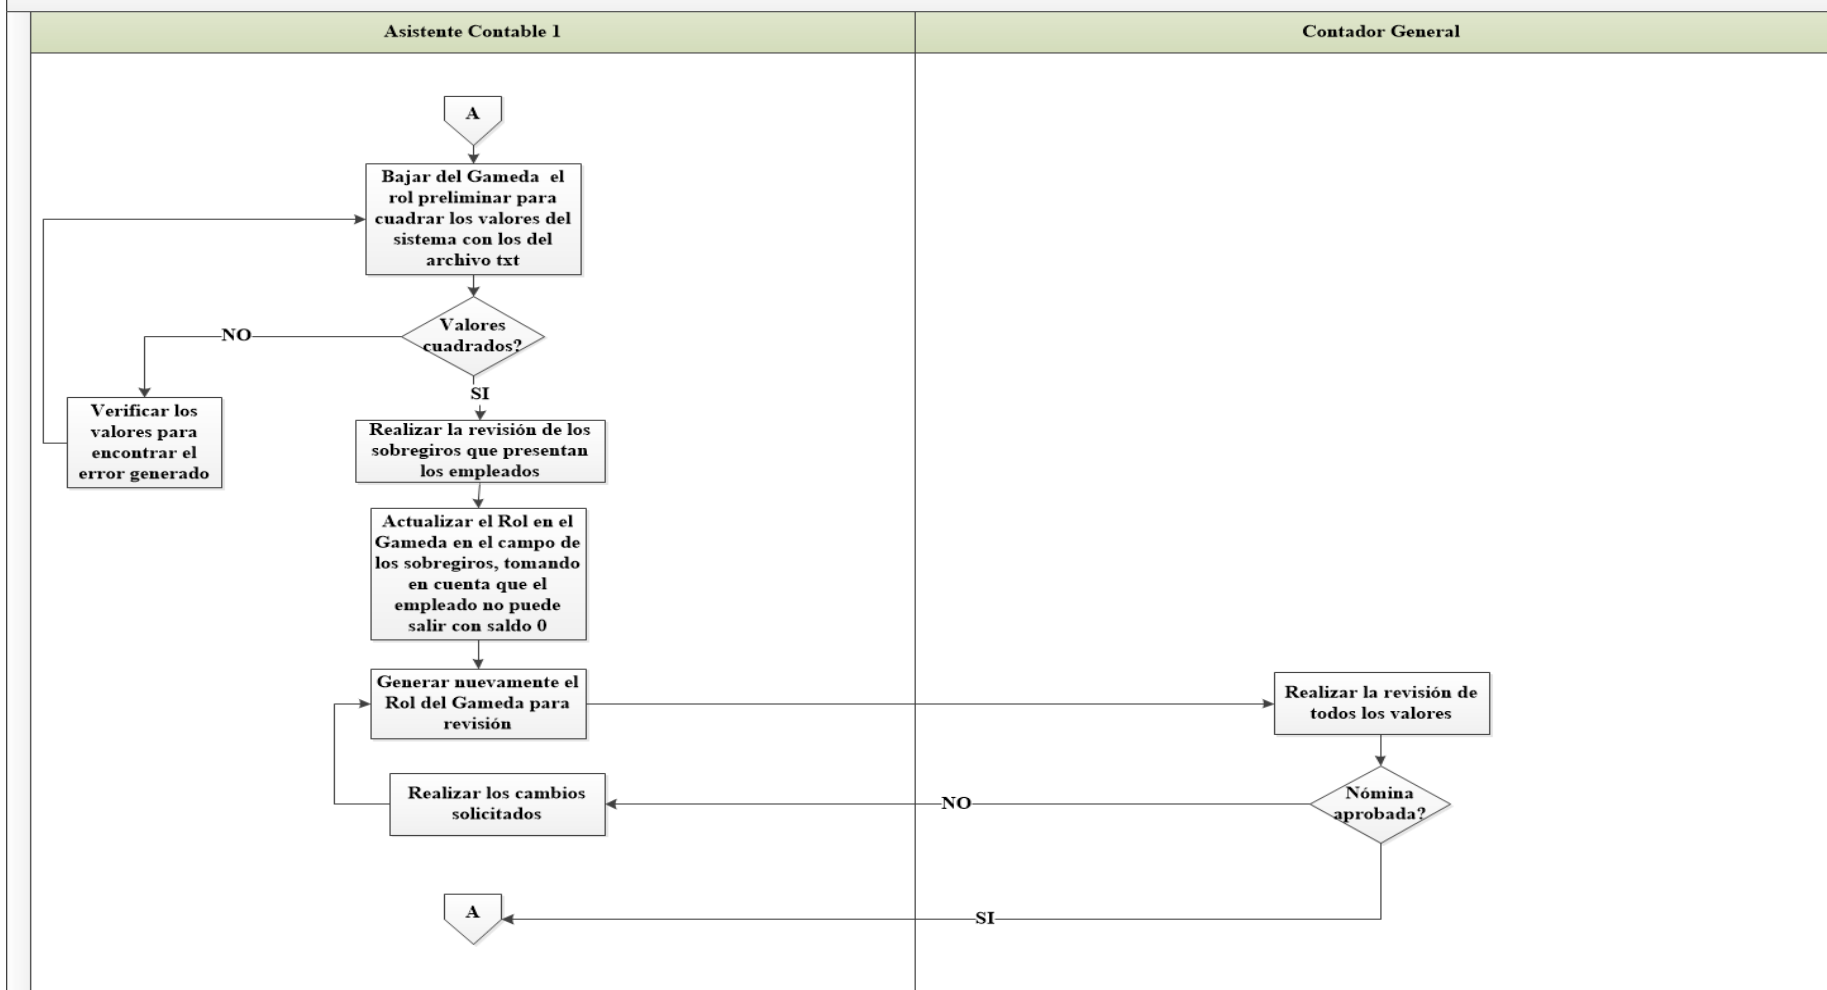 Asistente Contable 1
Contador General
A
Bajar del Gameda el
rol preliminar para
cuadrar los valores del
sistema con los del
archivo txt
Valores
cuadrados?
NO
SI
Verificar los
valores para
encontrar el
error generado
Realizar la revisión de los
sobregiros que presentan
los empleados
Actualizar el Rol en el
Gameda en el campo de
los sobregiros, tomando
en cuenta que el
empleado no puede
salir con saldo 0
Generar nuevamente el
Rol del Gameda para
revisión
Realizar la revisión de
todos los valores
Nómina
aprobada?
NO
Realizar los cambios
solicitados
SI
A